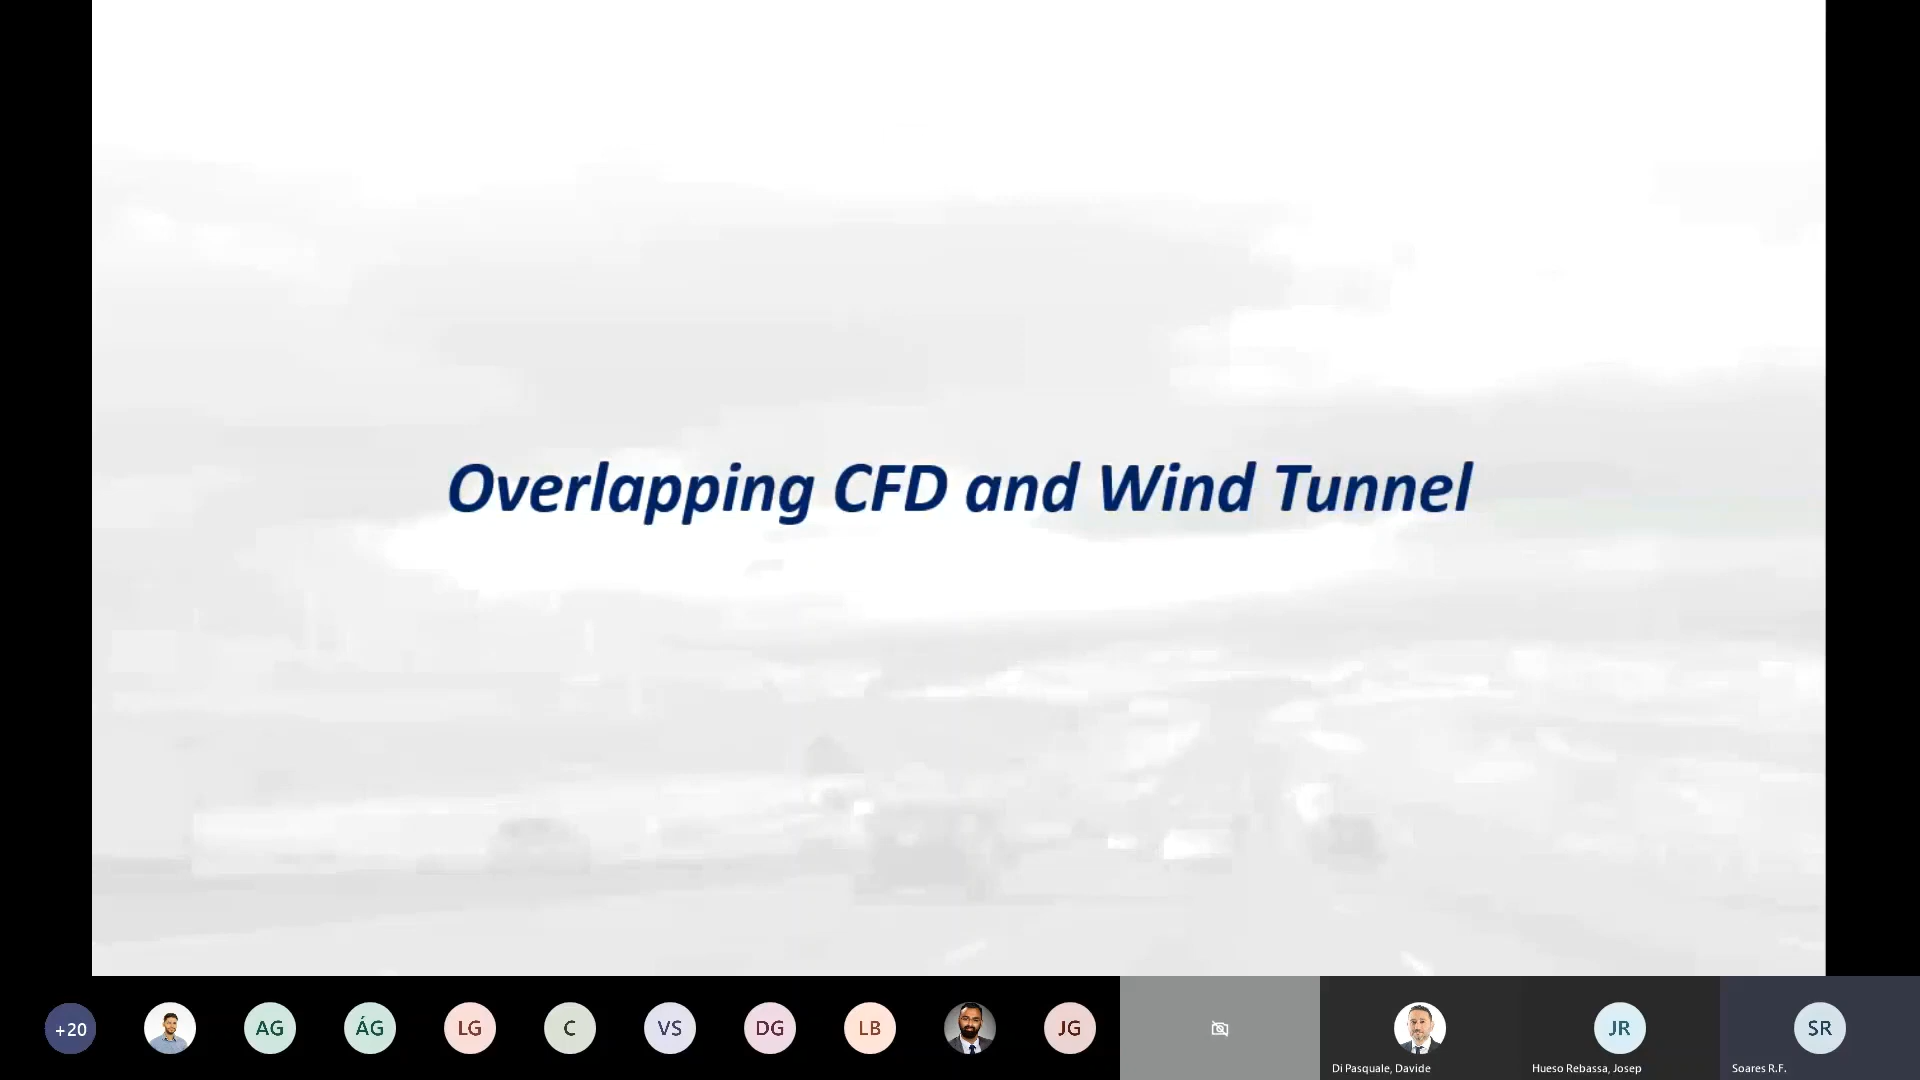 Overlapping CFD and Wind Tunnel
+20
AG
ÁG
LG
C
VS
DG
LB
JG
JR
SR
Di Pasquale, Davide
Hueso Rebassa, Josep
Soares R.F.